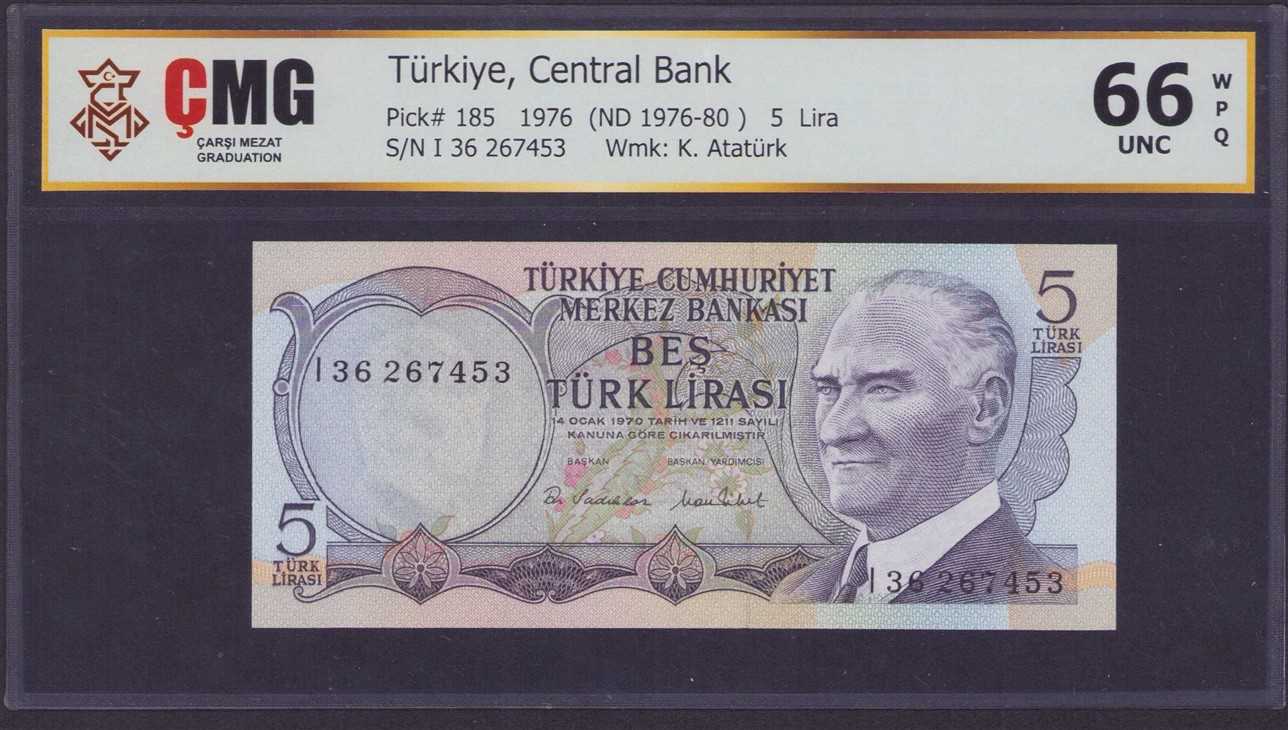 ÇMG
ÇARŞI MEZAT
GRADUATION
Türkiye, Central Bank
Pick# 185 1976 (ND 1976-80 ) 5 Lira
S/N I 36 267453 Wmk: K. Atatürk
66
UNC
WPQ
TÜRKİYE CUMHURİYET
MERKEZ BANKASI
5
TÜRK
LİRASI
BEŞ
TÜRK LİRASI
I 36 267453
14 OCAK 1970 TARİH VE 1211 SAYILI
KANUNA GÖRE ÇIKARILMIŞTIR
BAŞKAN BAŞKAN YARDIMCISI
5
TÜRK
LİRASI
I 36 267453